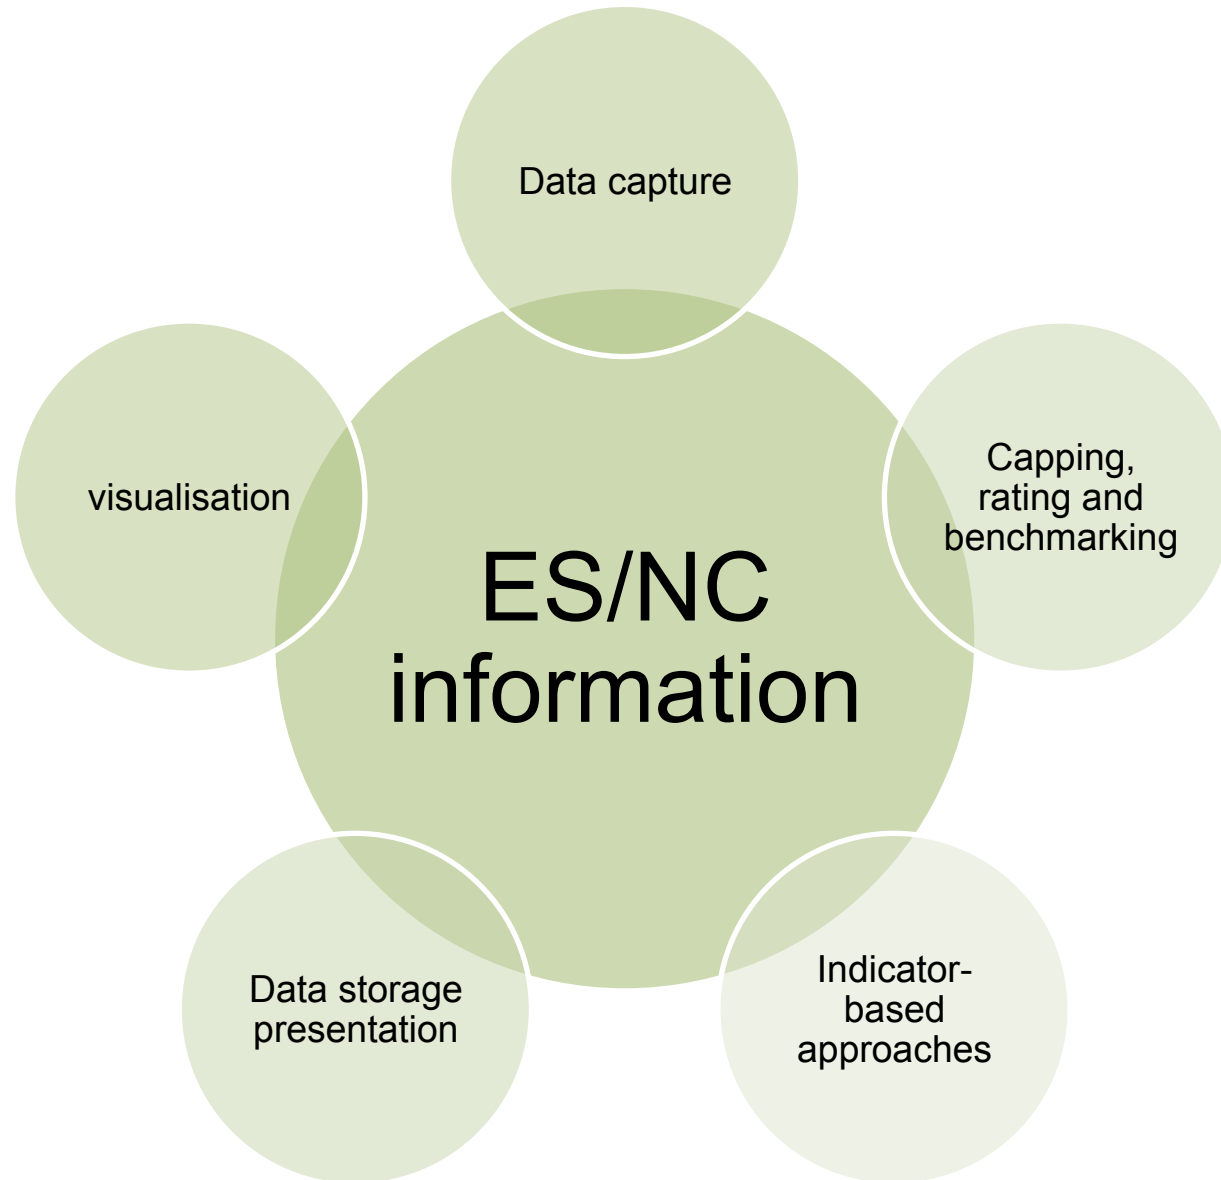 Data capture
Capping,
rating and
benchmarking
Indicator-
based
approaches
Data storage
presentation
visualisation
ES/NC
information